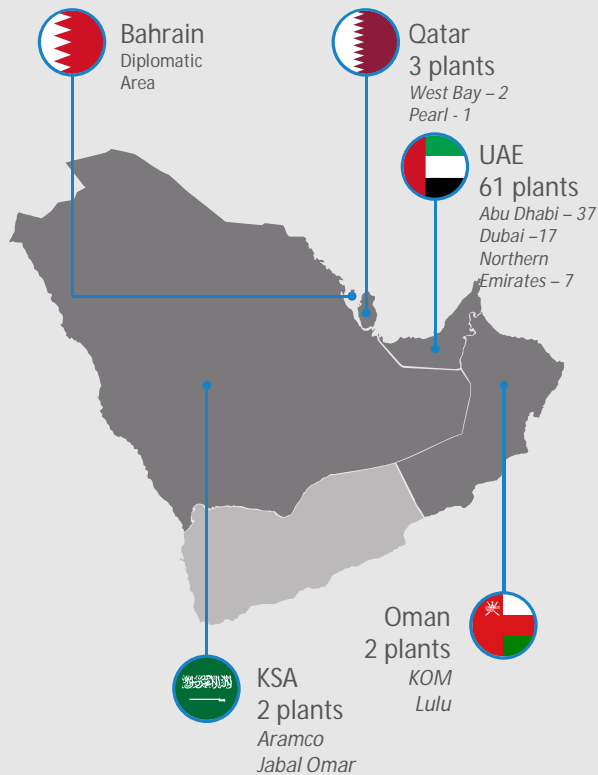 Bahrain
Diplomatic
Area
Qatar
3 plants
West Bay – 2
Pearl - 1
UAE
61 plants
Abu Dhabi – 37
Dubai –17
Northern
Emirates – 7
Oman
2 plants
KOM
Lulu
KSA
2 plants
Aramco
Jabal Omar